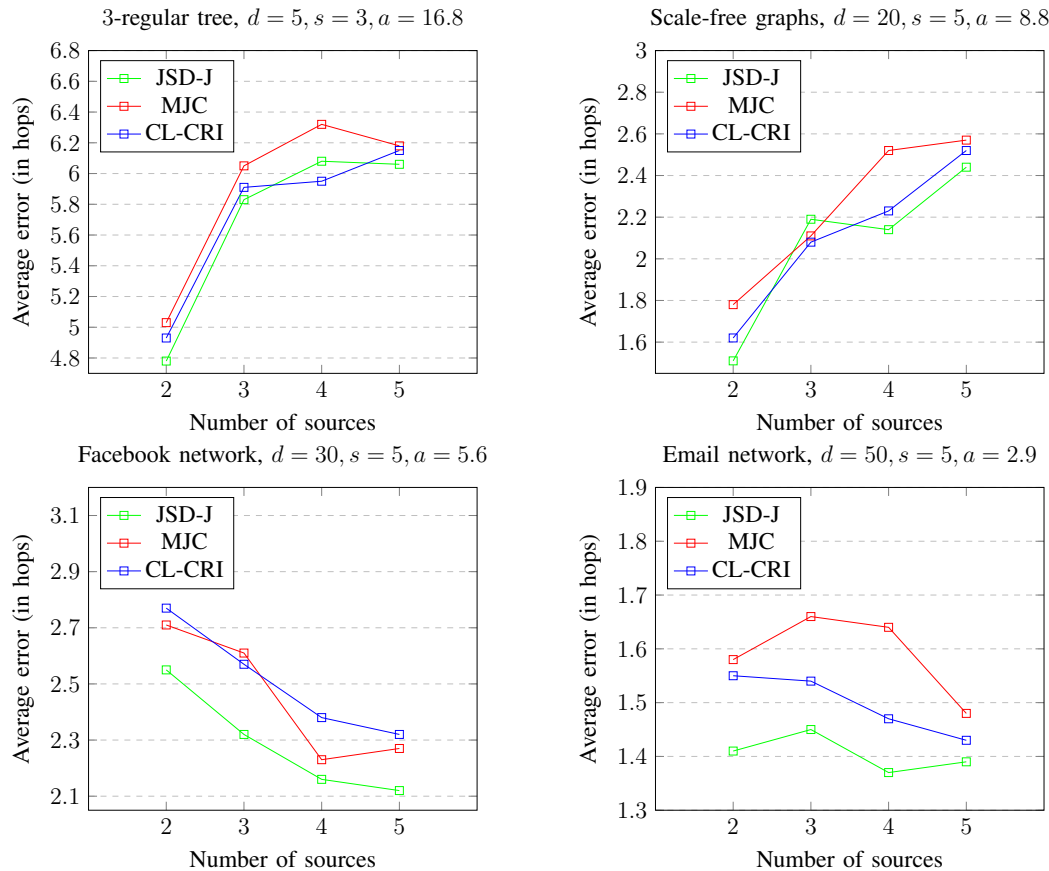 3-regular tree, d = 5, s = 3, a = 16.8
6.8
6.6
6.4
6.2
6
5.8
5.6
5.4
5.2
5
4.8
Average error (in hops)
JSD-J
MJC
CL-CRI
2 3 4 5
Number of sources
Scale-free graphs, d = 20, s = 5, a = 8.8
3
2.8
2.6
2.4
2.2
2
1.8
1.6
Average error (in hops)
JSD-J
MJC
CL-CRI
2 3 4 5
Number of sources
Facebook network, d = 30, s = 5, a = 5.6
3.1
2.9
2.7
2.5
2.3
2.1
Average error (in hops)
JSD-J
MJC
CL-CRI
2 3 4 5
Number of sources
Email network, d = 50, s = 5, a = 2.9
1.9
1.8
1.7
1.6
1.5
1.4
1.3
Average error (in hops)
JSD-J
MJC
CL-CRI
2 3 4 5
Number of sources